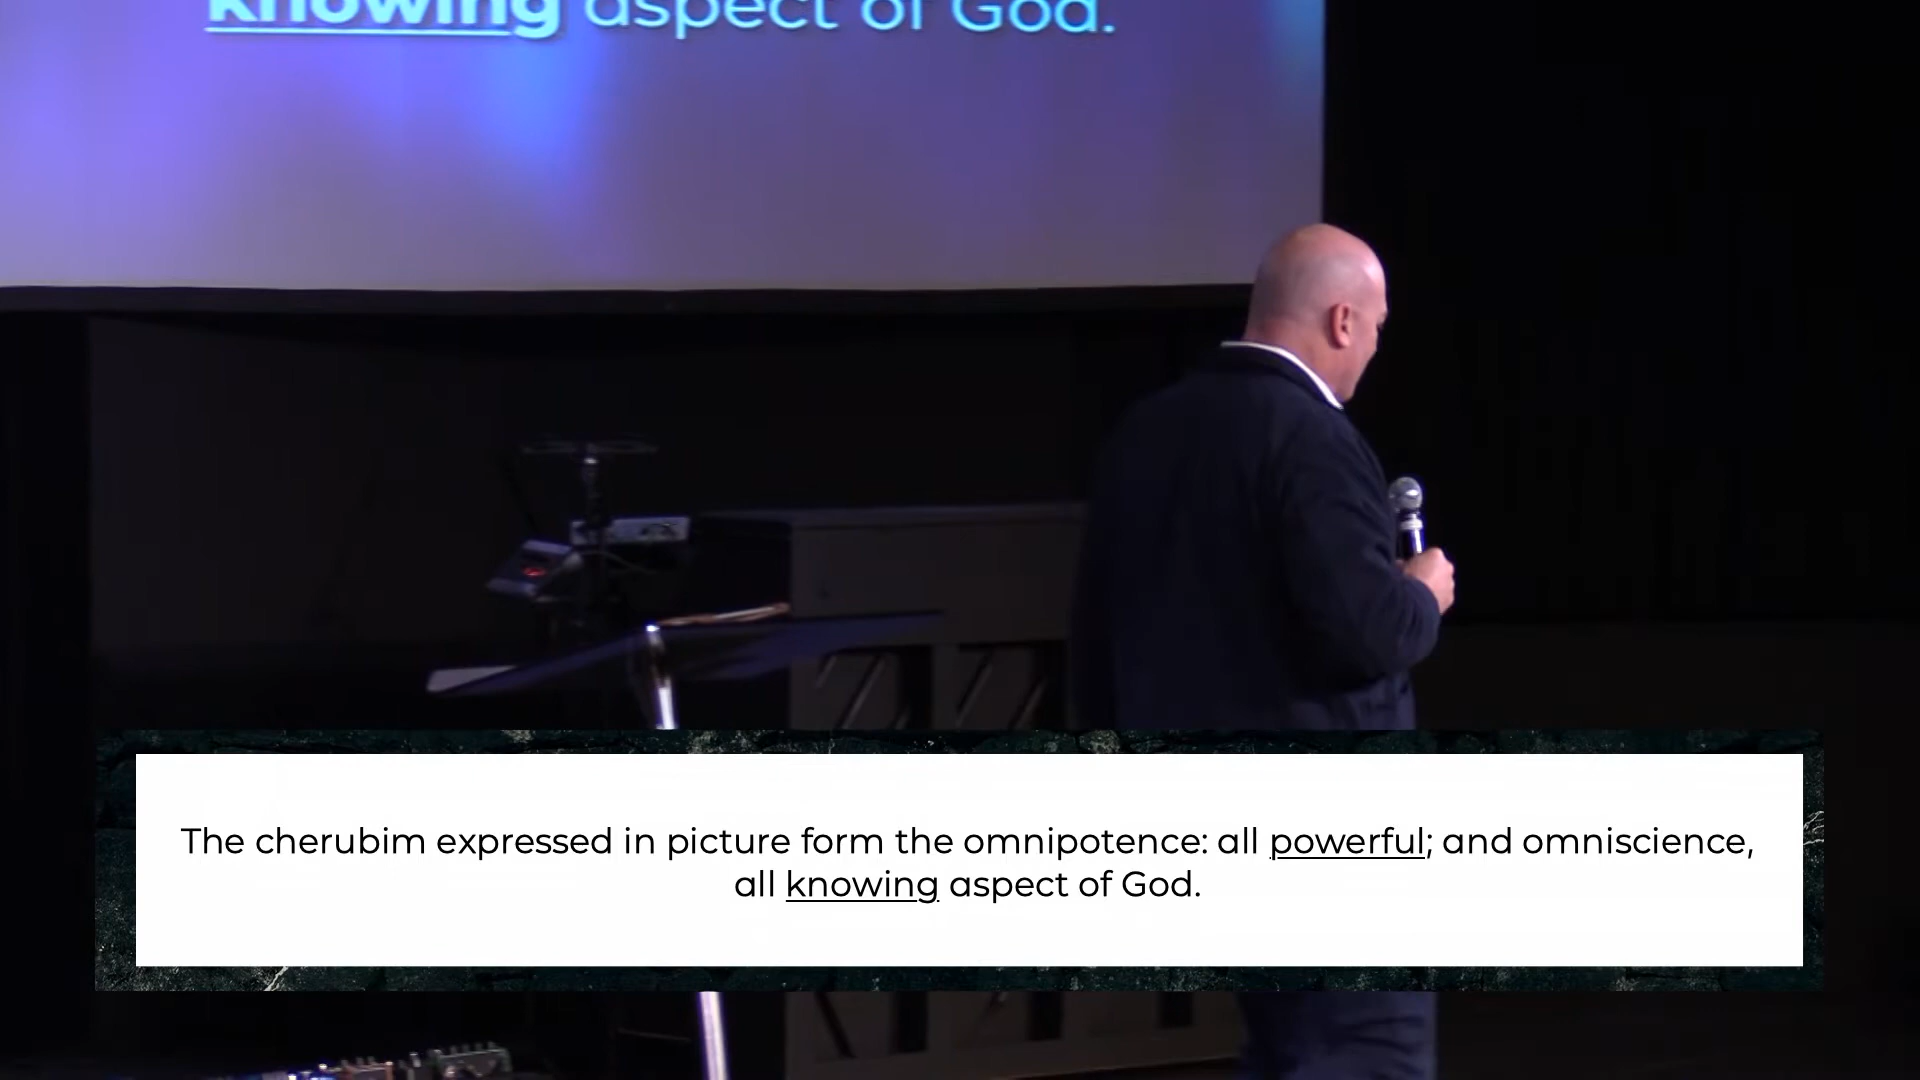 knowing aspect of God.
The cherubim expressed in picture form the omnipotence: all powerful; and omniscience,
all knowing aspect of God.